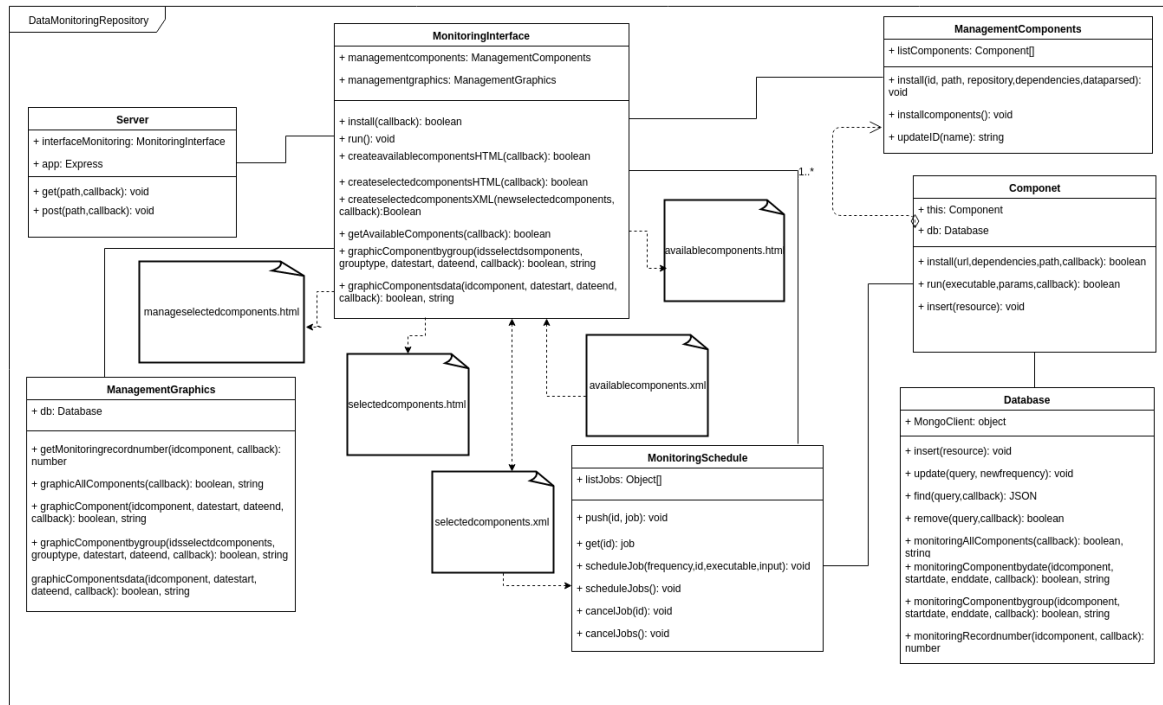 DataMonitoringRepository
MonitoringInterface
+ managementcomponents: ManagementComponents
+ managementgraphics: ManagementGraphics
+ install(callback): boolean
+ run(): void
+ createavailablecomponentsHTML(callback): boolean
+ createselectedcomponentsHTML(callback): boolean
+ createselectedcomponentsXML(newselectedcomponents,
callback):Boolean
+ getAvailableComponents(callback): boolean
+ graphicComponentbygroup(idsselectdsomponents,
grouptype, datestart, dateend, callback): boolean, string
+ graphicComponentsdata(idcomponent, datestart, dateend,
callback): boolean, string
ManagementComponents
+ listComponents: Component[]
+ install(id, path, repository,dependencies,dataparsed):
void
+ installcomponents(): void
+ updateID(name): string
Server
+ interfaceMonitoring: MonitoringInterface
+ app: Express
+ get(path,callback): void
+ post(path,callback): void
1..*
Componet
+ this: Component
+ db: Database
+ install(url,dependencies,path,callback): boolean
+ run(executable,params,callback): boolean
+ insert(resource): void
availablecomponents.htm
manageselectedcomponents.html
selectedcomponents.html
availablecomponents.xml
selectedcomponents.xml
ManagementGraphics
+ db: Database
+ getMonitoringrecordnumber(idcomponent, callback):
number
+ graphicAllComponents(callback): boolean, string
+ graphicComponent(idcomponent, datestart, dateend,
callback): boolean, string
+ graphicComponentbygroup(idsselectdcomponents,
grouptype, datestart, dateend, callback): boolean, string
graphicComponentsdata(idcomponent, datestart,
dateend, callback): boolean, string
MonitoringSchedule
+ listJobs: Object[]
+ push(id, job): void
+ get(id): job
+ scheduleJob(frequency,id,executable,input): void
+ scheduleJobs(): void
+ cancelJob(id): void
+ cancelJobs(): void
Database
+ MongoClient: object
+ insert(resource): void
+ update(query, newfrequency): void
+ find(query,callback): JSON
+ remove(query,callback): boolean
+ monitoringAllComponents(callback): boolean,
string
+ monitoringComponentbydate(idcomponent,
startdate, enddate, callback): boolean, string
+ monitoringComponentbygroup(idcomponent,
startdate, enddate, callback): boolean, string
+ monitoringRecordnumber(idcomponent, callback):
number